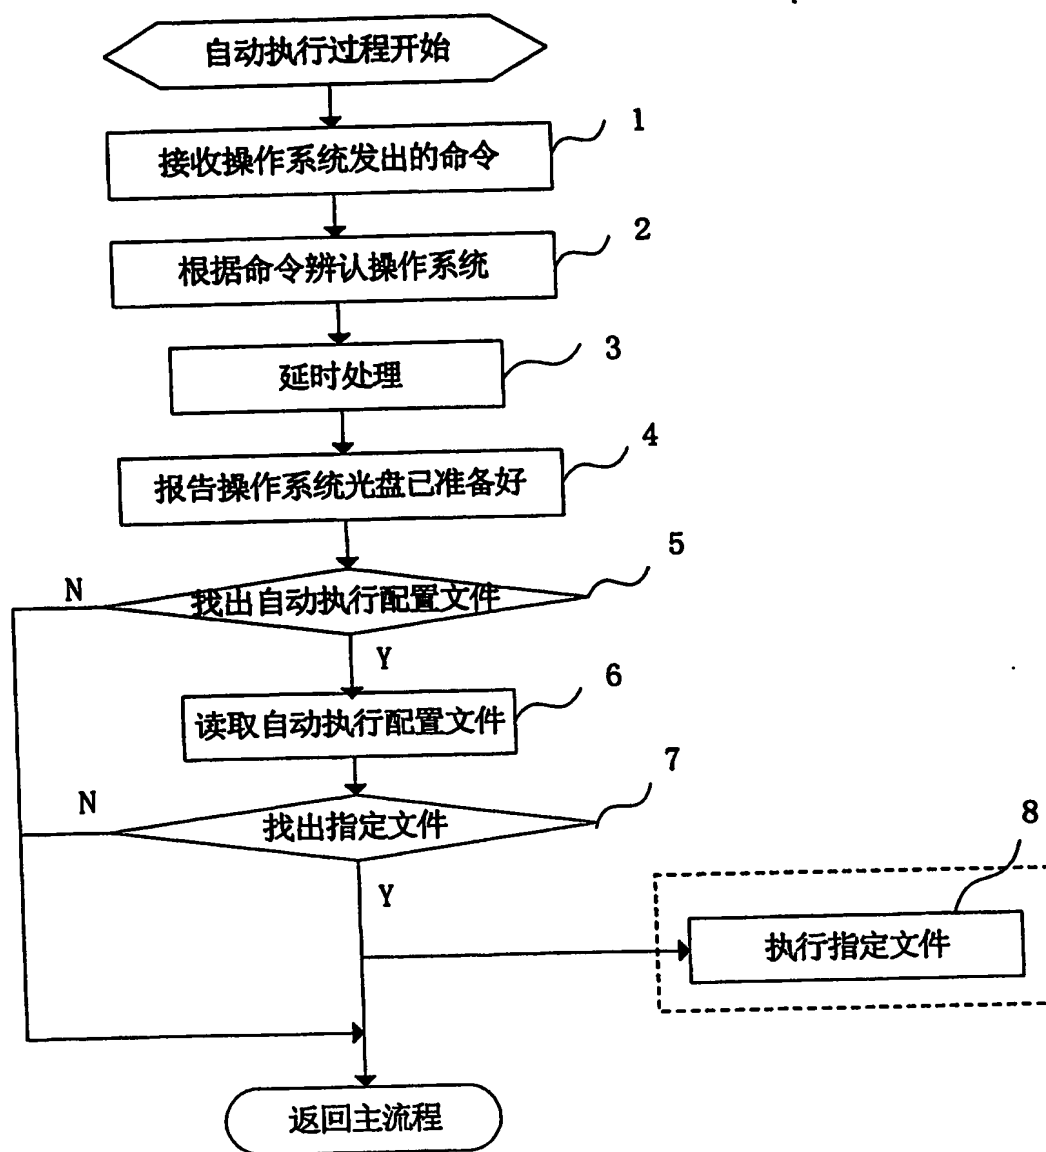 自动执行过程开始
1
接收操作系统发出的命令
2
根据命令辨认操作系统
3
延时处理
4
报告操作系统光盘已准备好
5
N
找出自动执行配置文件
Y
6
读取自动执行配置文件
7
N
找出指定文件
8
Y
执行指定文件
返回主流程